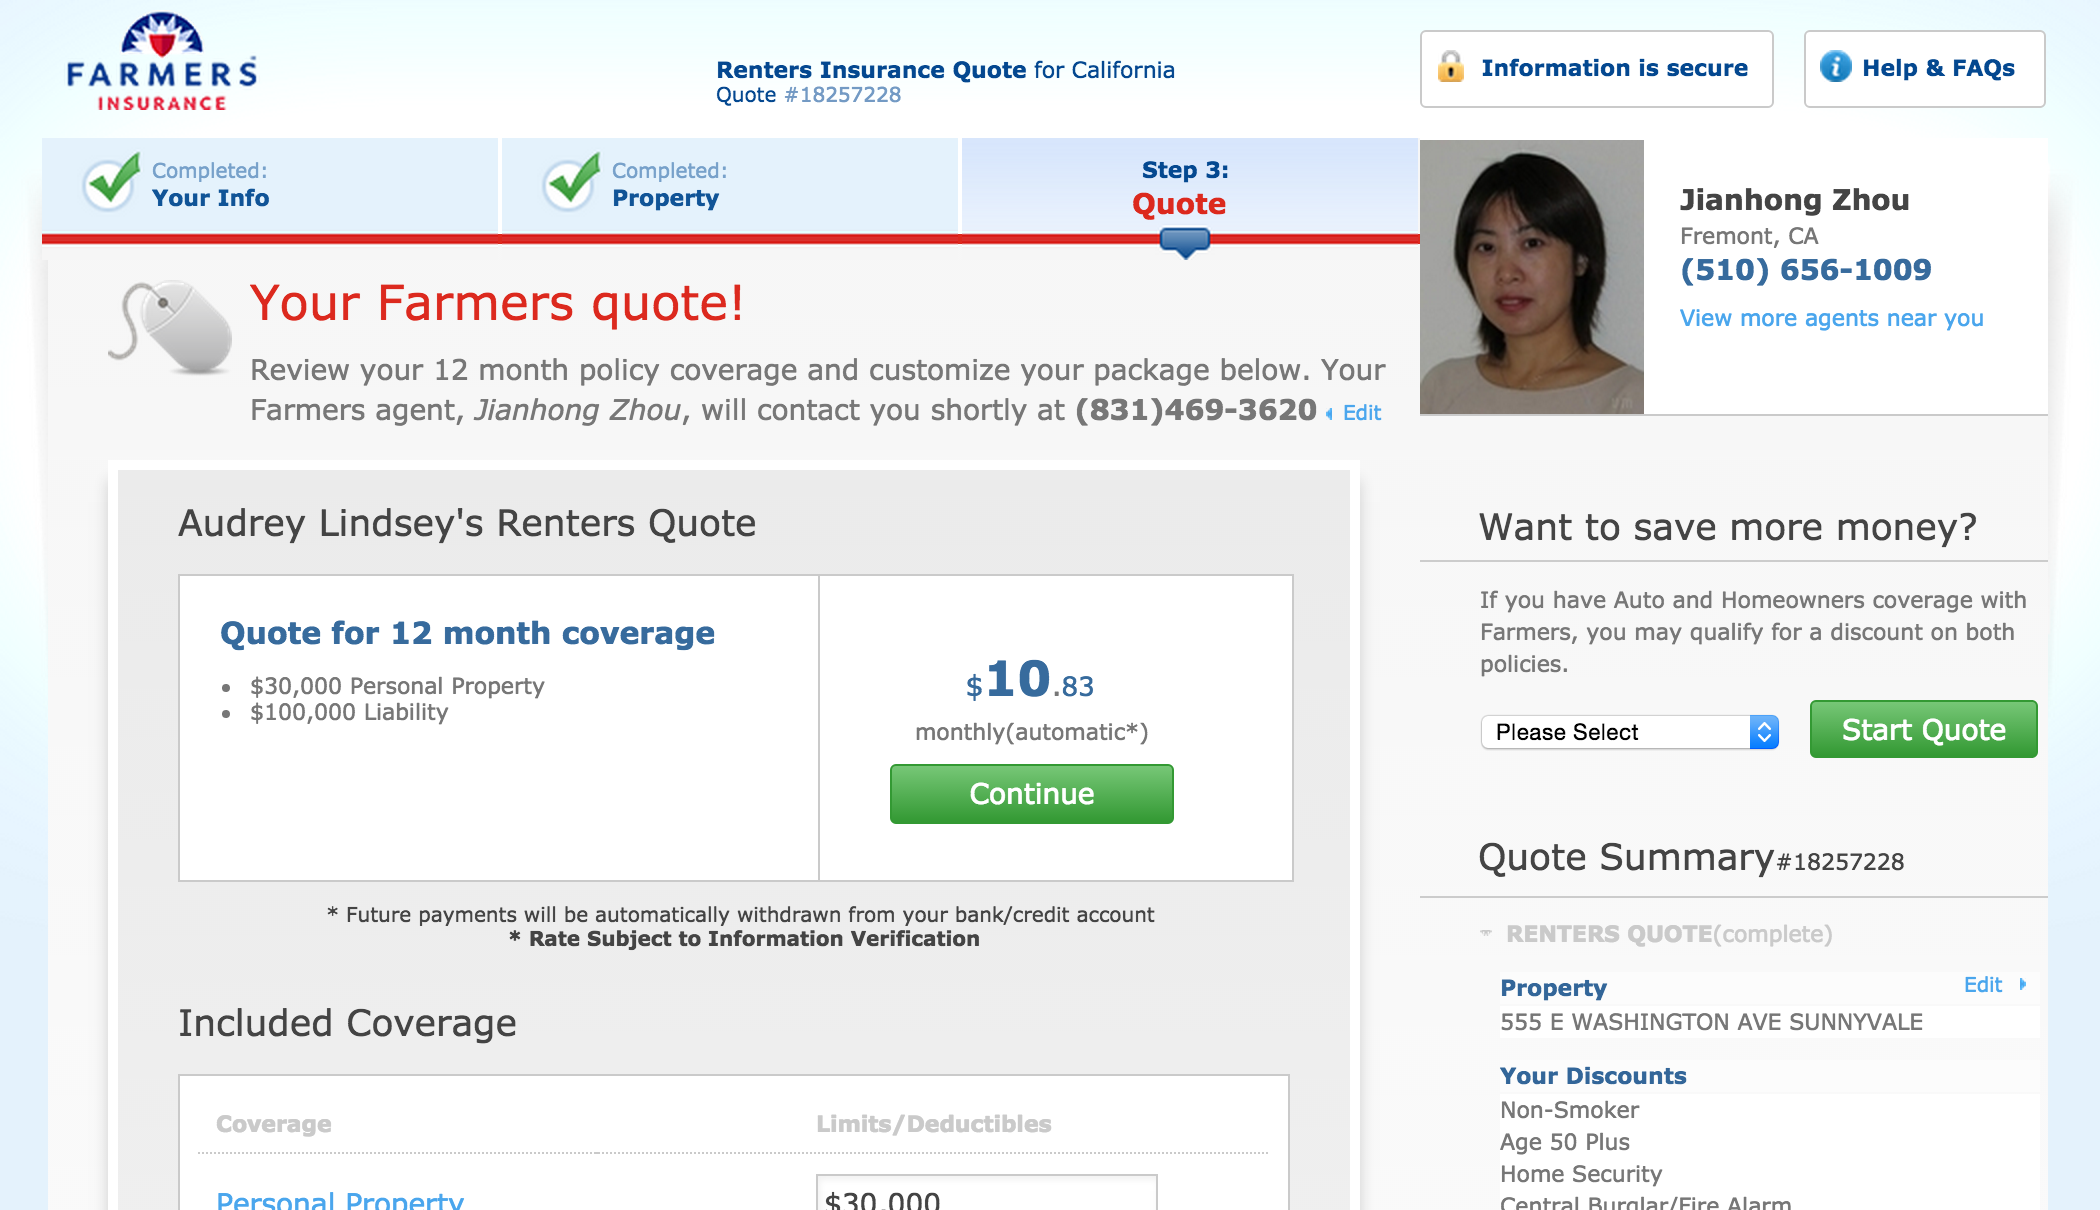 FARMERS
INSURANCE
Renters Insurance Quote for California
Quote #18257228
Information is secure
Help & FAQs
Completed:
Your Info
Completed:
Property
Step 3:
Quote
Jianhong Zhou
Fremont, CA
(510) 656-1009
View more agents near you
Your Farmers quote!
Review your 12 month policy coverage and customize your package below. Your
Farmers agent, Jianhong Zhou, will contact you shortly at (831)469-3620 Edit
Audrey Lindsey's Renters Quote
Quote for 12 month coverage
• $30,000 Personal Property
• $100,000 Liability
$10.83
monthly(automatic*)
Continue
* Future payments will be automatically withdrawn from your bank/credit account
* Rate Subject to Information Verification
Included Coverage
Coverage Limits/Deductibles
Personal Property $30,000
Want to save more money?
If you have Auto and Homeowners coverage with
Farmers, you may qualify for a discount on both
policies.
Please Select
Start Quote
Quote Summary#18257228
RENTERS QUOTE(complete)
Property Edit
555 E WASHINGTON AVE SUNNYVALE
Your Discounts
Non-Smoker
Age 50 Plus
Home Security
Central Burglar/Fire Alarm